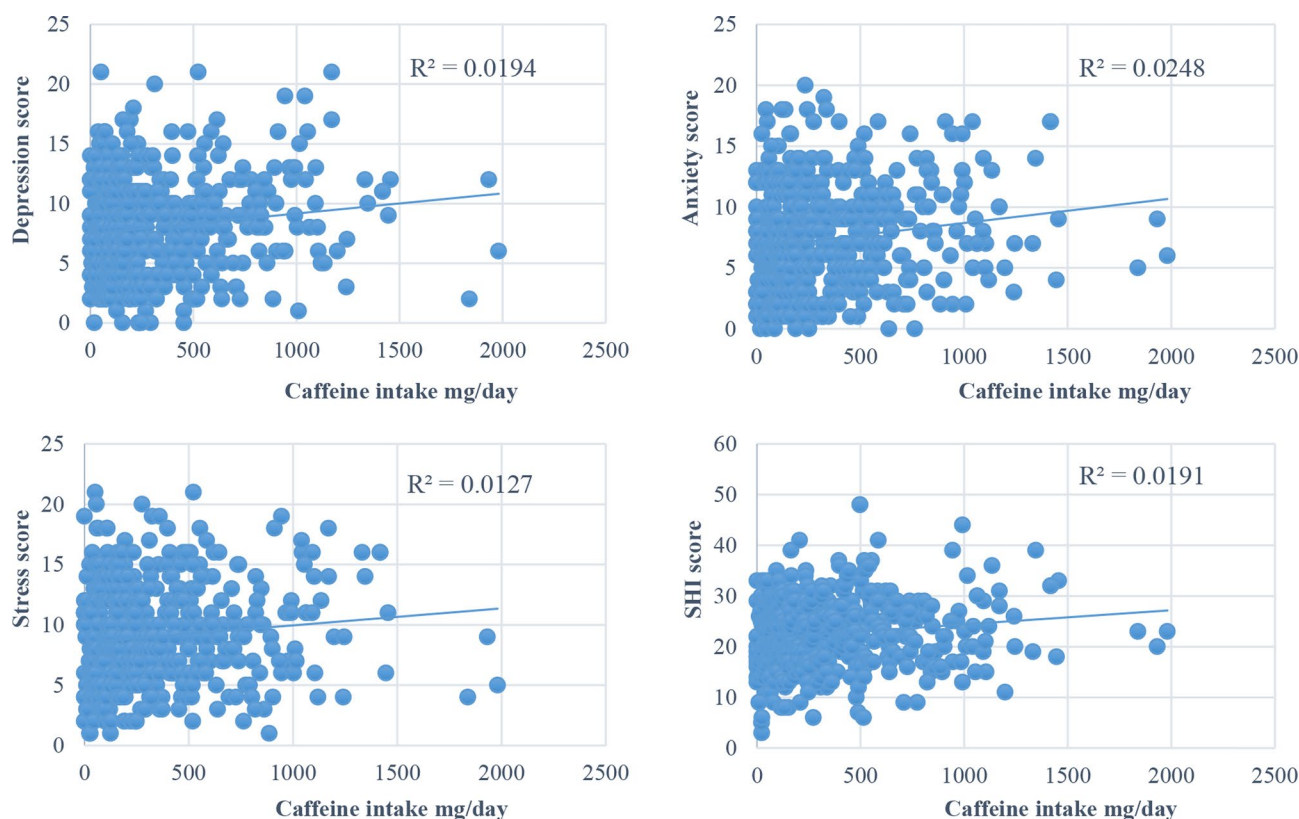 25
20
15
10
5
0
Depression score
R² = 0.0194
0 500 1000 1500 2000 2500
Caffeine intake mg/day
25
20
15
10
5
0
Anxiety score
R² = 0.0248
0 500 1000 1500 2000 2500
Caffeine intake mg/day
25
20
15
10
5
0
Stress score
R² = 0.0127
0 500 1000 1500 2000 2500
Caffeine intake mg/day
60
50
40
30
20
10
0
SHI score
R² = 0.0191
0 500 1000 1500 2000 2500
Caffeine intake mg/day